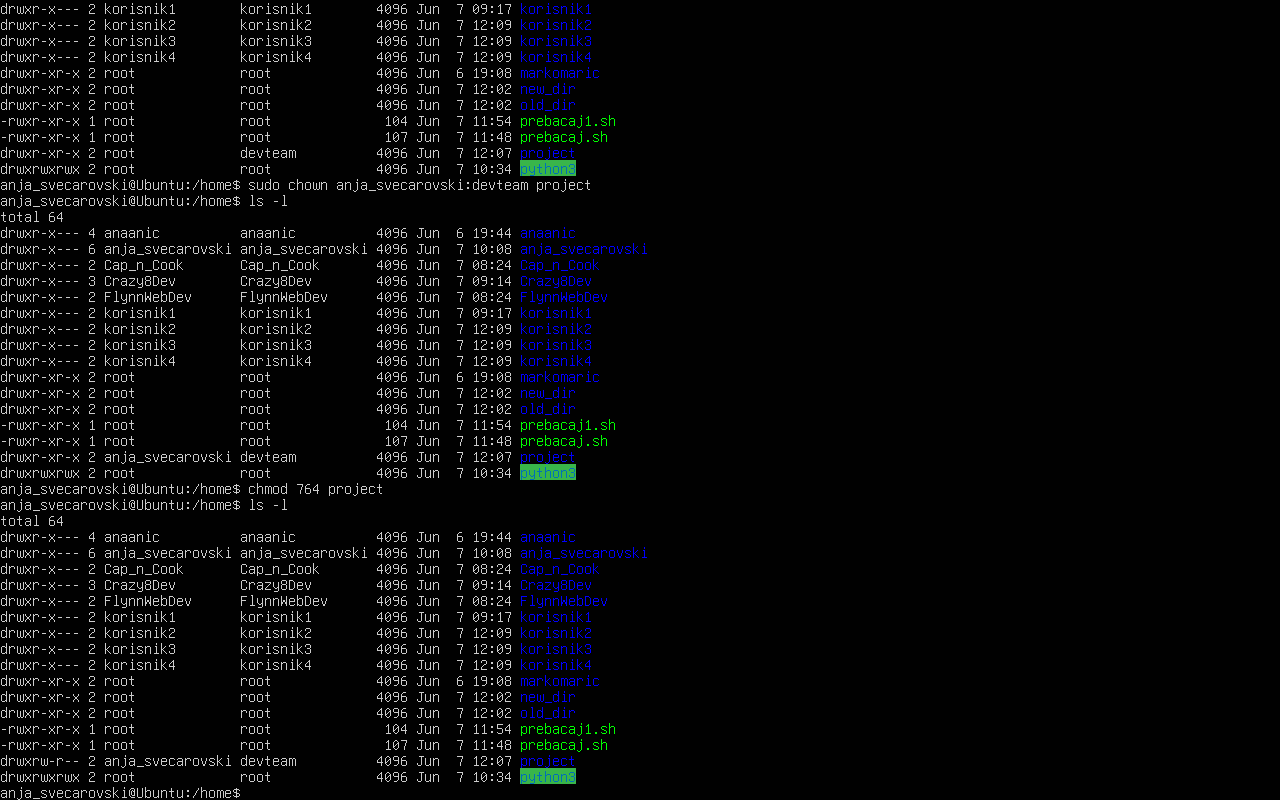 drwxr-x--- 2 korisnik1        korisnik1        4096 Jun  7 09:17 korisnik1
drwxr-x--- 2 korisnik2        korisnik2        4096 Jun  7 12:09 korisnik2
drwxr-x--- 2 korisnik3        korisnik3        4096 Jun  7 12:09 korisnik3
drwxr-x--- 2 korisnik4        korisnik4        4096 Jun  7 12:09 korisnik4
drwxr-xr-x 2 root             root             4096 Jun  6 19:08 markomaric
drwxr-xr-x 2 root             root             4096 Jun  7 12:02 new_dir
drwxr-xr-x 2 root             root             4096 Jun  7 12:02 old_dir
-rwxr-xr-x 1 root             root              104 Jun  7 11:54 prebacaj1.sh
-rwxr-xr-x 1 root             root              107 Jun  7 11:48 prebacaj.sh
drwxr-xr-x 2 root             devteam          4096 Jun  7 12:07 project
drwxrwxrwx 2 root             root             4096 Jun  7 10:34 python3
anja_svecarovski@Ubuntu:/home$ sudo chown anja_svecarovski:devteam project
anja_svecarovski@Ubuntu:/home$ ls -l
total 64
drwxr-x--- 4 anaanic          anaanic          4096 Jun  6 19:44 anaanic
drwxr-x--- 6 anja_svecarovski anja_svecarovski 4096 Jun  7 10:08 anja_svecarovski
drwxr-x--- 2 Cap_n_Cook       Cap_n_Cook       4096 Jun  7 08:24 Cap_n_Cook
drwxr-x--- 3 Crazy8Dev        Crazy8Dev        4096 Jun  7 09:14 Crazy8Dev
drwxr-x--- 2 FlynnWebDev      FlynnWebDev      4096 Jun  7 08:24 FlynnWebDev
drwxr-x--- 2 korisnik1        korisnik1        4096 Jun  7 09:17 korisnik1
drwxr-x--- 2 korisnik2        korisnik2        4096 Jun  7 12:09 korisnik2
drwxr-x--- 2 korisnik3        korisnik3        4096 Jun  7 12:09 korisnik3
drwxr-x--- 2 korisnik4        korisnik4        4096 Jun  7 12:09 korisnik4
drwxr-xr-x 2 root             root             4096 Jun  6 19:08 markomaric
drwxr-xr-x 2 root             root             4096 Jun  7 12:02 new_dir
drwxr-xr-x 2 root             root             4096 Jun  7 12:02 old_dir
-rwxr-xr-x 1 root             root              104 Jun  7 11:54 prebacaj1.sh
-rwxr-xr-x 1 root             root              107 Jun  7 11:48 prebacaj.sh
drwxr-xr-x 2 anja_svecarovski devteam          4096 Jun  7 12:07 project
drwxrwxrwx 2 root             root             4096 Jun  7 10:34 python3
anja_svecarovski@Ubuntu:/home$ chmod 764 project
anja_svecarovski@Ubuntu:/home$ ls -l
total 64
drwxr-x--- 4 anaanic          anaanic          4096 Jun  6 19:44 anaanic
drwxr-x--- 6 anja_svecarovski anja_svecarovski 4096 Jun  7 10:08 anja_svecarovski
drwxr-x--- 2 Cap_n_Cook       Cap_n_Cook       4096 Jun  7 08:24 Cap_n_Cook
drwxr-x--- 3 Crazy8Dev        Crazy8Dev        4096 Jun  7 09:14 Crazy8Dev
drwxr-x--- 2 FlynnWebDev      FlynnWebDev      4096 Jun  7 08:24 FlynnWebDev
drwxr-x--- 2 korisnik1        korisnik1        4096 Jun  7 09:17 korisnik1
drwxr-x--- 2 korisnik2        korisnik2        4096 Jun  7 12:09 korisnik2
drwxr-x--- 2 korisnik3        korisnik3        4096 Jun  7 12:09 korisnik3
drwxr-x--- 2 korisnik4        korisnik4        4096 Jun  7 12:09 korisnik4
drwxr-xr-x 2 root             root             4096 Jun  6 19:08 markomaric
drwxr-xr-x 2 root             root             4096 Jun  7 12:02 new_dir
drwxr-xr-x 2 root             root             4096 Jun  7 12:02 old_dir
-rwxr-xr-x 1 root             root              104 Jun  7 11:54 prebacaj1.sh
-rwxr-xr-x 1 root             root              107 Jun  7 11:48 prebacaj.sh
drwxrw-r-- 2 anja_svecarovski devteam          4096 Jun  7 12:07 project
drwxrwxrwx 2 root             root             4096 Jun  7 10:34 python3
anja_svecarovski@Ubuntu:/home$